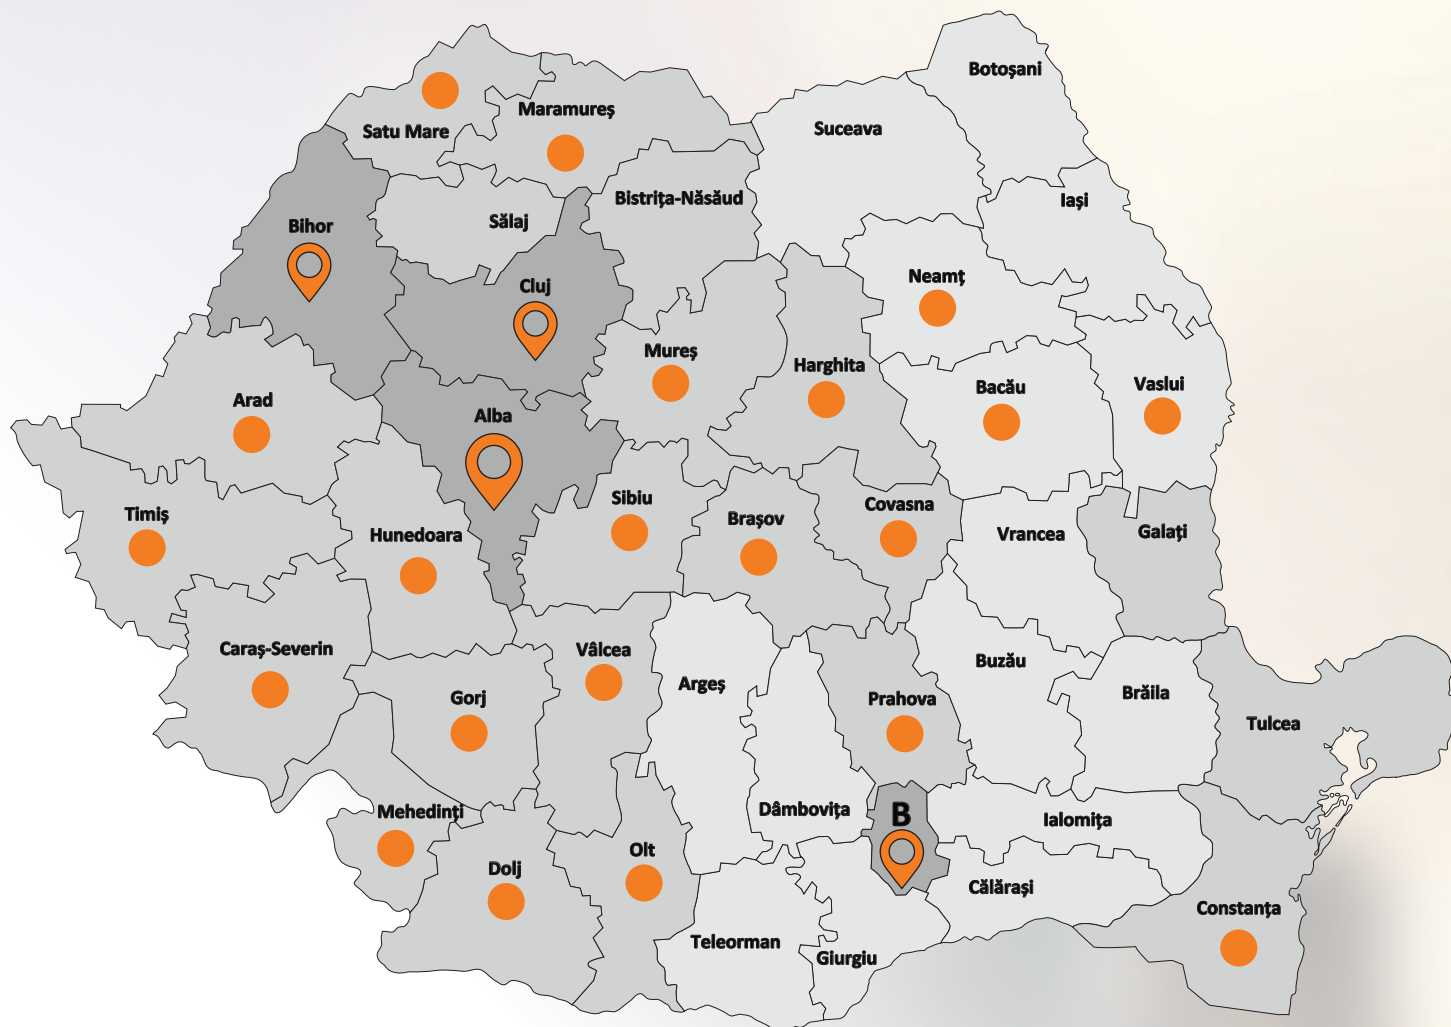 Botoșani
Maramureș
Suceava
Satu Mare
Bistrița-Năsăud
Iași
Sălaj
Bihor
Neamț
Cluj
Mureș
Harghita
Vaslui
Bacău
Arad
Alba
Sibiu
Covasna
Timiș
Brașov
Hunedoara
Vrancea
Galați
Caraș-Severin
Vâlcea
Buzău
Argeș
Brăila
Gorj
Prahova
Tulcea
Mehedinți
Dâmbovița
B
Ialomița
Olt
Dolj
Călărași
Constanța
Teleorman
Giurgiu